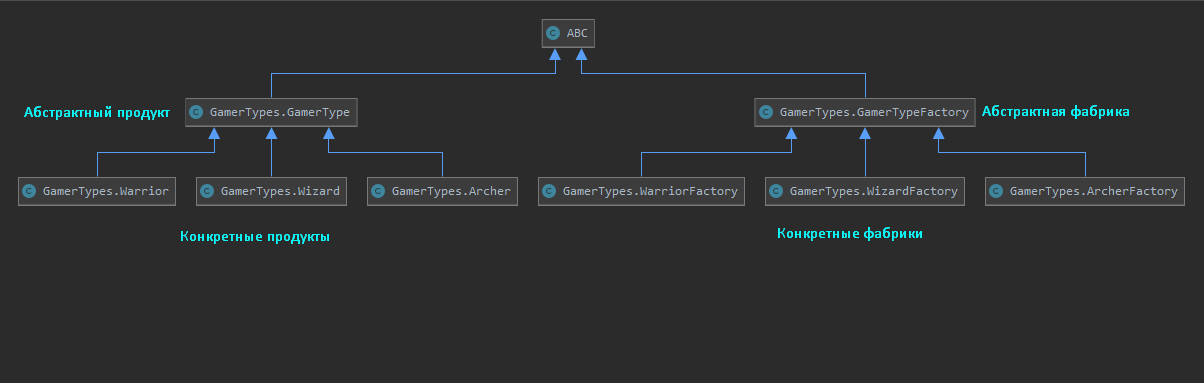 ABC
Абстрактный продукт
GamerTypes.GamerType
GamerTypes.GamerTypeFactory
Абстрактная фабрика
GamerTypes.Warrior
GamerTypes.Wizard
GamerTypes.Archer
GamerTypes.WarriorFactory
GamerTypes.WizardFactory
GamerTypes.ArcherFactory
Конкретные продукты
Конкретные фабрики